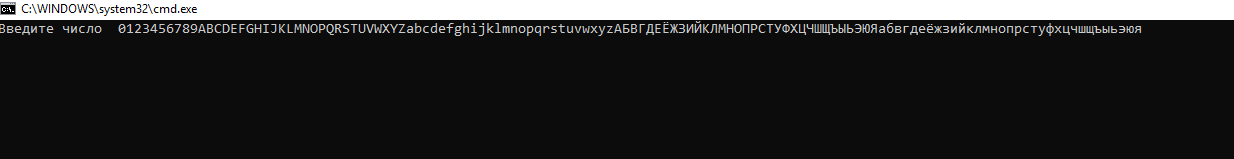 C:\WINDOWS\system32\cmd.exe
Введите число  0123456789ABCDEFGHIJKLMNOPQRSTUVWXYZabcdefghijklmnopqrstuvwxyzАБВГДЕЁЖЗИЙКЛМНОПРСТУФХЦЧШЩЪЫЬЭЮЯабвгдеёжзийклмнопрстуфхцчшщъыьэюя